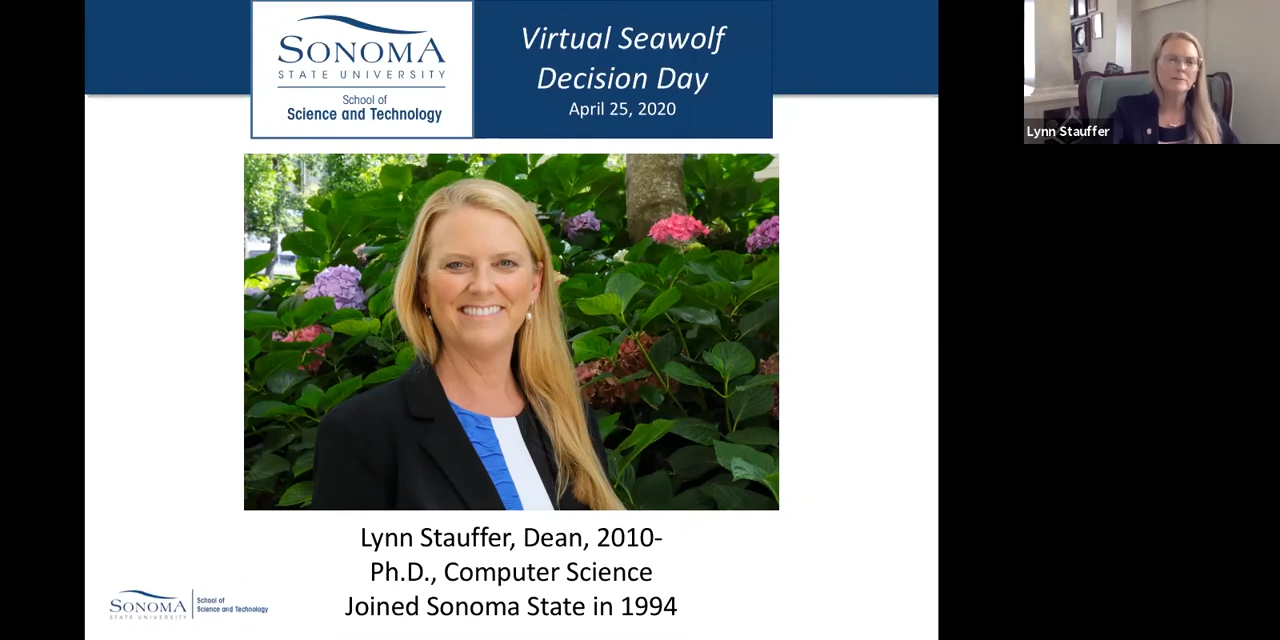 SONOMA
STATE UNIVERSITY
School of
Science and Technology
Virtual Seawolf
Decision Day
April 25, 2020
Lynn Stauffer
Lynn Stauffer, Dean, 2010-
Ph.D., Computer Science
Joined Sonoma State in 1994
SONOMA
STATE UNIVERSITY
School of
Science and Technology